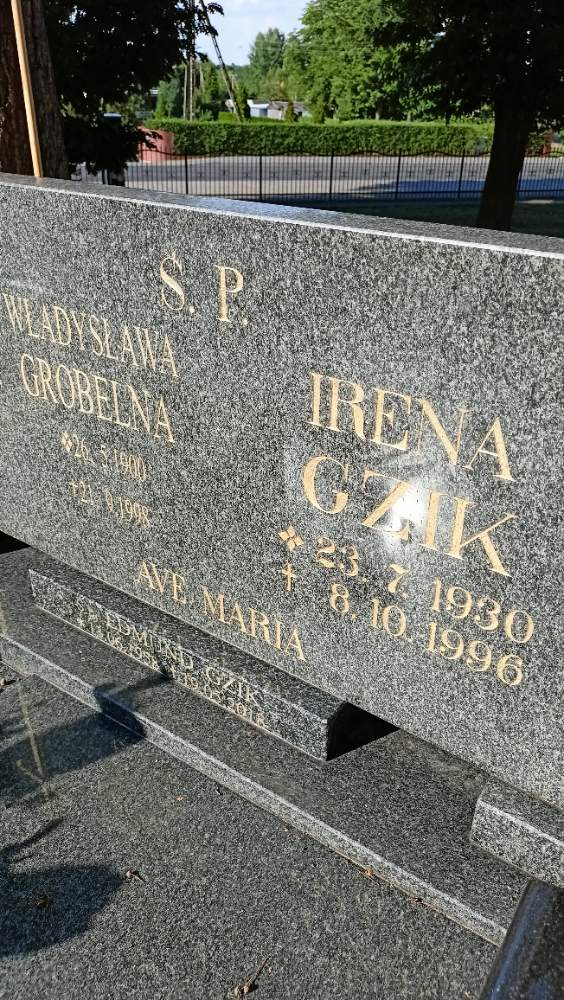 Ś. P.
WŁADYSŁAWA
GROBELNA
26. 5.1900
†21. 9.1998
IRENA
GZIK
23. 7. 1930
† 8. 10. 1996
AVE MARIA
Ś.P. EDMUND GZIK